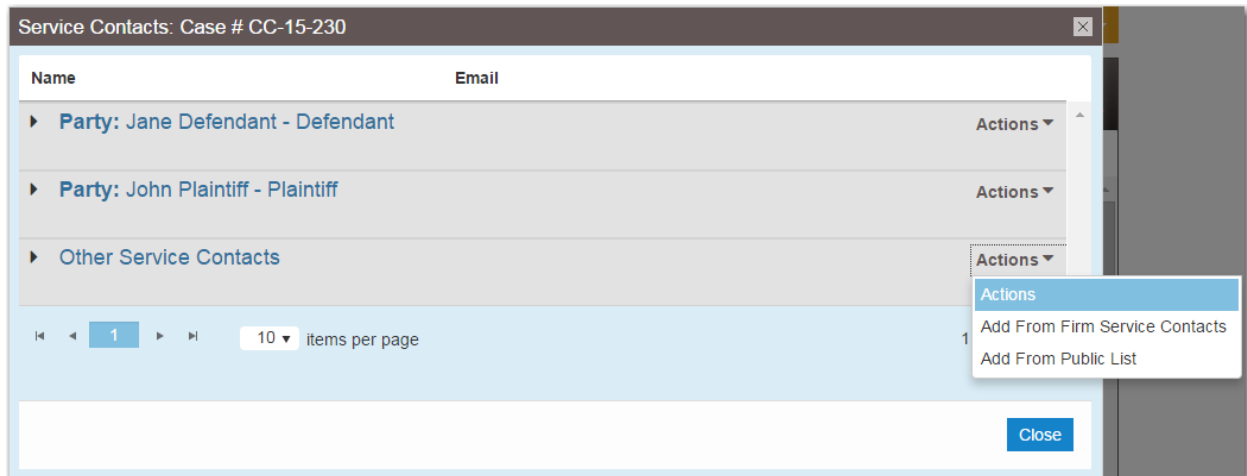 Service Contacts: Case # CC-15-230
Name Email
Party: Jane Defendant - Defendant Actions
Party: John Plaintiff - Plaintiff Actions
Other Service Contacts Actions
Actions
Add From Firm Service Contacts
Add From Public List
1 10 items per page 1
Close